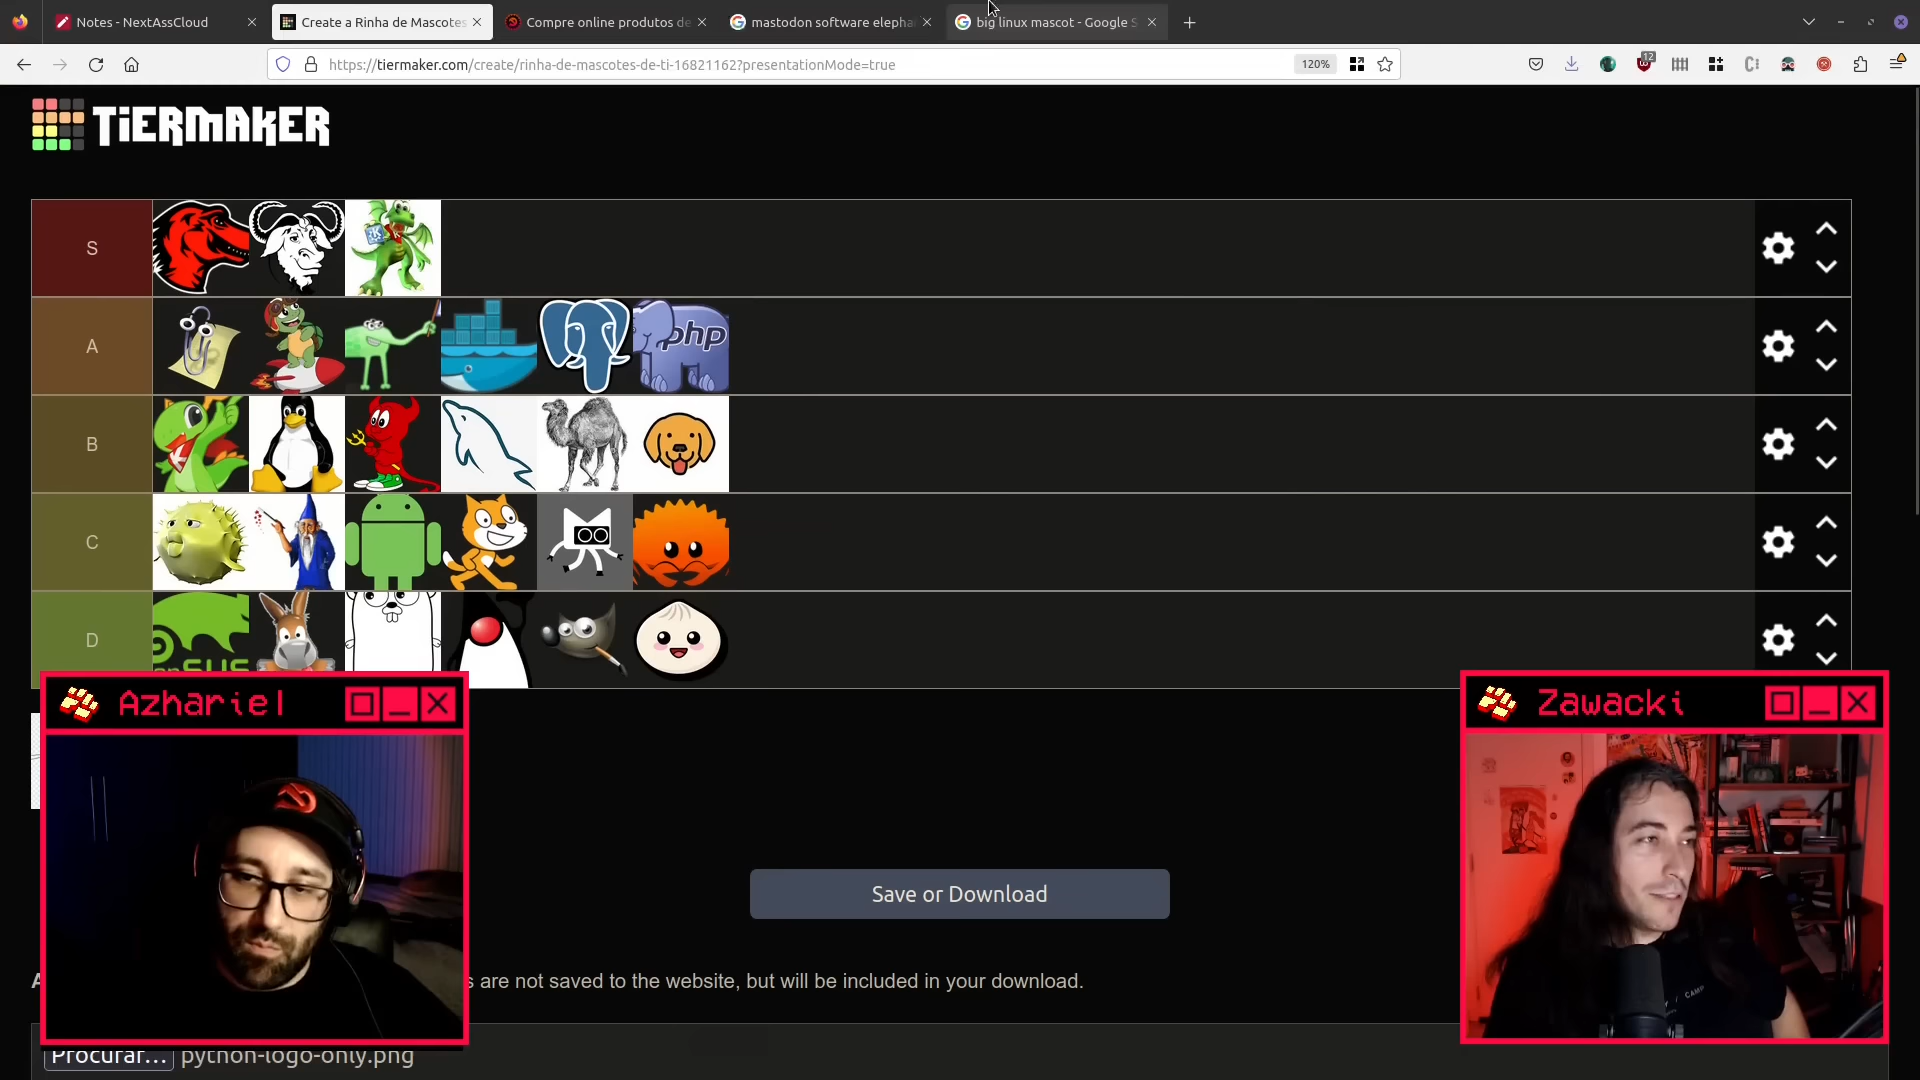 Notes - NextAssCloud
Create a Rinha de Mascotes
Compre online produtos de
mastodon software elepha
big linux mascot - Google S
https://tiermaker.com/create/rinha-de-mascotes-de-ti-16821162?presentationMode=true
120%
12
TiERMAKER
S
A
php
B
C
D
Azhariel
Zawacki
Save or Download
s are not saved to the website, but will be included in your download.
Procurar... python-logo-only.png